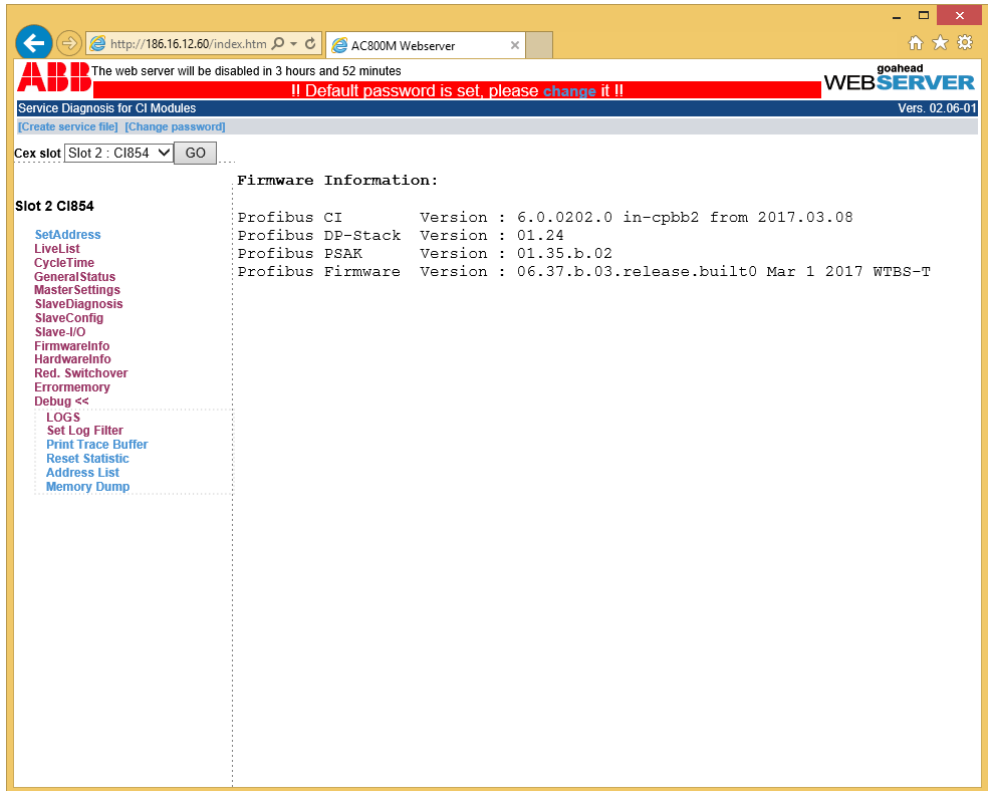 http://186.16.12.60/index.htm
AC800M Webserver
ABB
The web server will be disabled in 3 hours and 52 minutes
!! Default password is set, please change it !!
goahead
WEBSERVER
Service Diagnosis for CI Modules
Vers. 02.06-01
[Create service file] [Change password]
Cex slot Slot 2 : CI854 GO
Firmware Information:
Slot 2 CI854
SetAddress
LiveList
CycleTime
GeneralStatus
MasterSettings
SlaveDiagnosis
SlaveConfig
Slave-I/O
FirmwareInfo
HardwareInfo
Red. Switchover
Errormemory
Debug <<
LOGS
Set Log Filter
Print Trace Buffer
Reset Statistic
Address List
Memory Dump
Profibus CI Version : 6.0.0202.0 in-cpbb2 from 2017.03.08
Profibus DP-Stack Version : 01.24
Profibus PSAK Version : 01.35.b.02
Profibus Firmware Version : 06.37.b.03.release.built0 Mar 1 2017 WTBS-T